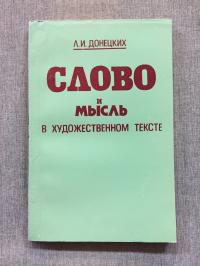 Л.И. ДОНЕЦКИХ
СЛОВО
и
МЫСЛЬ
В ХУДОЖЕСТВЕННОМ ТЕКСТЕ